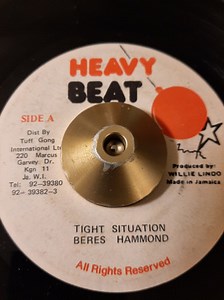 HEAVY
BEAT
SIDE A
Dist By
Tuff Gong
International Ltd
220 Marcus
Garvey Dr.
Kgn 11
Ja. W.I.
Tel: 92-39380
92-39382-3
Produced by:
WILLIE LINDO
Made in Jamaica
TIGHT SITUATION
BERES HAMMOND
All Rights Reserved